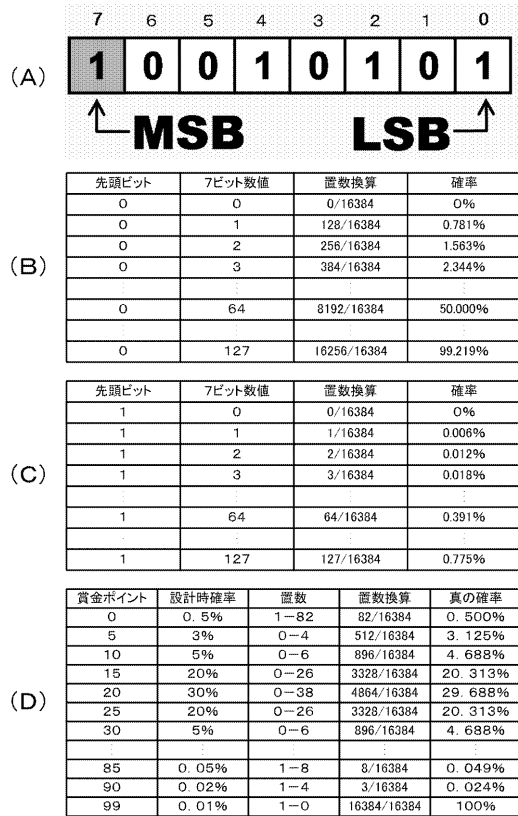 7 6 5 4 3 2 1 0
(A) 1 0 0 1 0 1 0 1
MSB LSB
(B)
先頭ビット 7ビット数値 置数換算 確率
0 0 0/16384 0%
0 1 128/16384 0.781%
0 2 256/16384 1.563%
0 3 384/16384 2.344%
0 64 8192/16384 50.000%
0 127 16256/16384 99.219%
(C)
先頭ビット 7ビット数値 置数換算 確率
1 0 0/16384 0%
1 1 1/16384 0.006%
1 2 2/16384 0.012%
1 3 3/16384 0.018%
1 64 64/16384 0.391%
1 127 127/16384 0.775%
(D)
賞金ポイント 設計時確率 置数 置数換算 真の確率
0 0.5% 1-82 82/16384 0.500%
5 3% 0-4 512/16384 3.125%
10 5% 0-6 896/16384 4.688%
15 20% 0-26 3328/16384 20.313%
20 30% 0-38 4864/16384 29.688%
25 20% 0-26 3328/16384 20.313%
30 5% 0-6 896/16384 4.688%
85 0.05% 1-8 8/16384 0.049%
90 0.02% 1-4 3/16384 0.024%
99 0.01% 1-0 16384/16384 100%